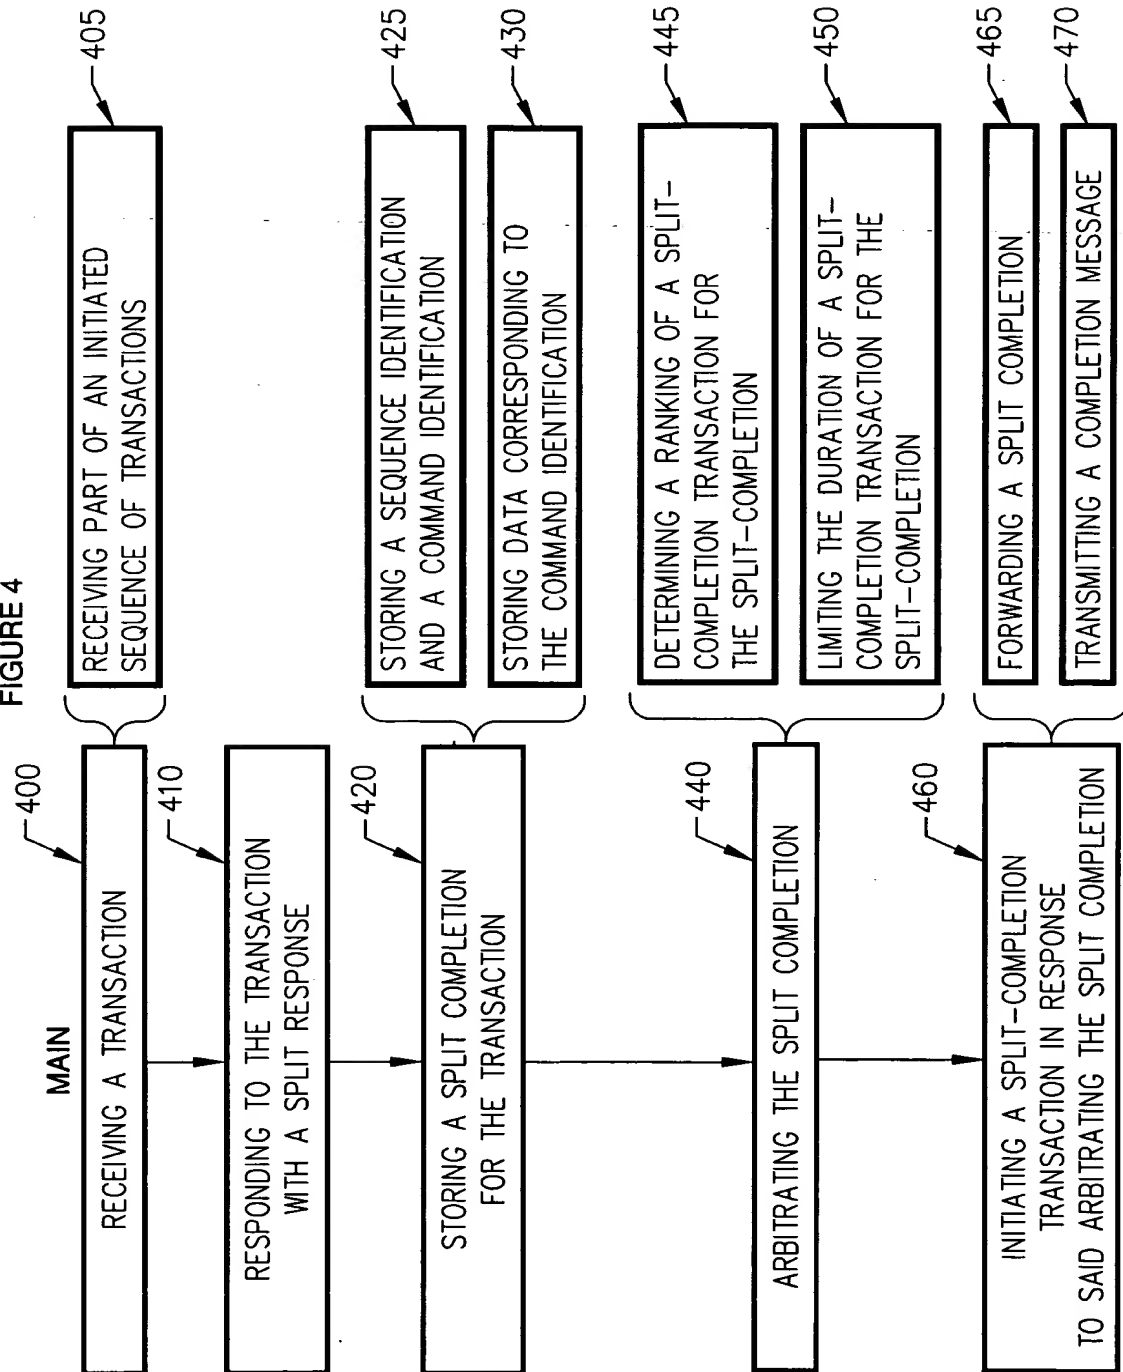 FIGURE 4
MAIN
400
RECEIVING A TRANSACTION
405
RECEIVING PART OF AN INITIATED
SEQUENCE OF TRANSACTIONS
410
RESPONDING TO THE TRANSACTION
WITH A SPLIT RESPONSE
420
STORING A SPLIT COMPLETION
FOR THE TRANSACTION
425
STORING A SEQUENCE IDENTIFICATION
AND A COMMAND IDENTIFICATION
430
STORING DATA CORRESPONDING TO
THE COMMAND IDENTIFICATION
440
ARBITRATING THE SPLIT COMPLETION
445
DETERMINING A RANKING OF A SPLIT-
COMPLETION TRANSACTION FOR
THE SPLIT-COMPLETION
450
LIMITING THE DURATION OF A SPLIT-
COMPLETION TRANSACTION FOR THE
SPLIT-COMPLETION
460
INITIATING A SPLIT-COMPLETION
TRANSACTION IN RESPONSE
TO SAID ARBITRATING THE SPLIT COMPLETION
465
FORWARDING A SPLIT COMPLETION
470
TRANSMITTING A COMPLETION MESSAGE